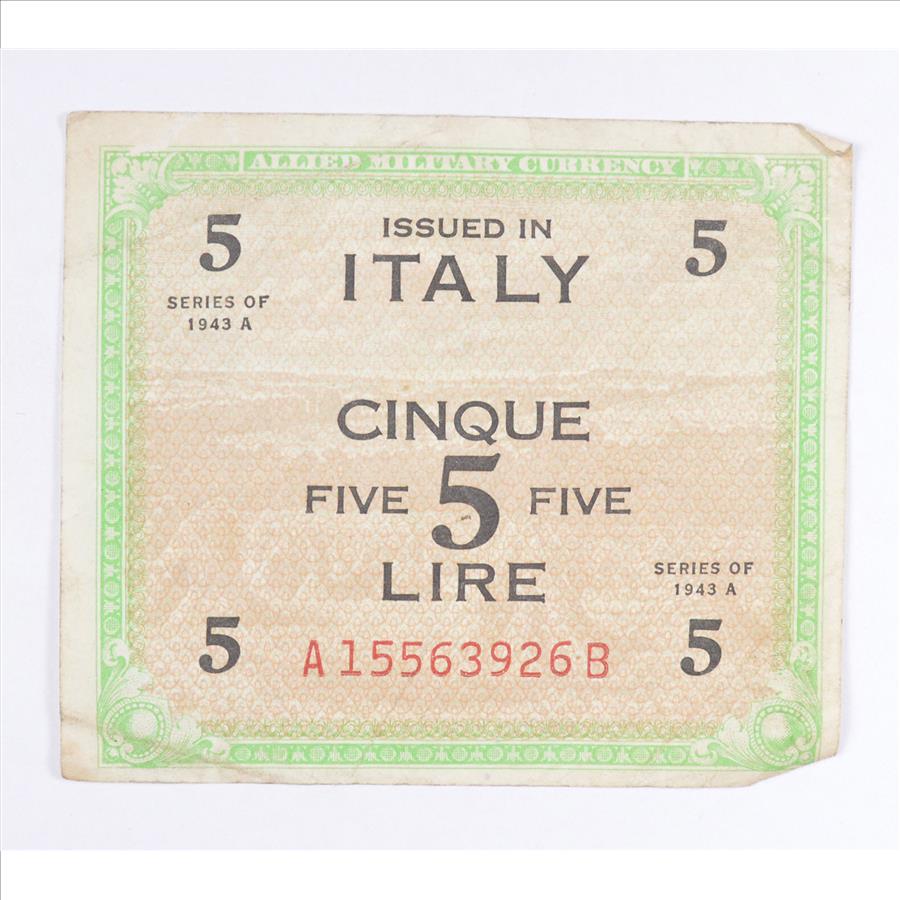 ALLIED MILITARY CURRENCY
5 ISSUED IN 5
ITALY
SERIES OF
1943 A
CINQUE
FIVE 5 FIVE
LIRE
SERIES OF
1943 A
5 A15563926B 5